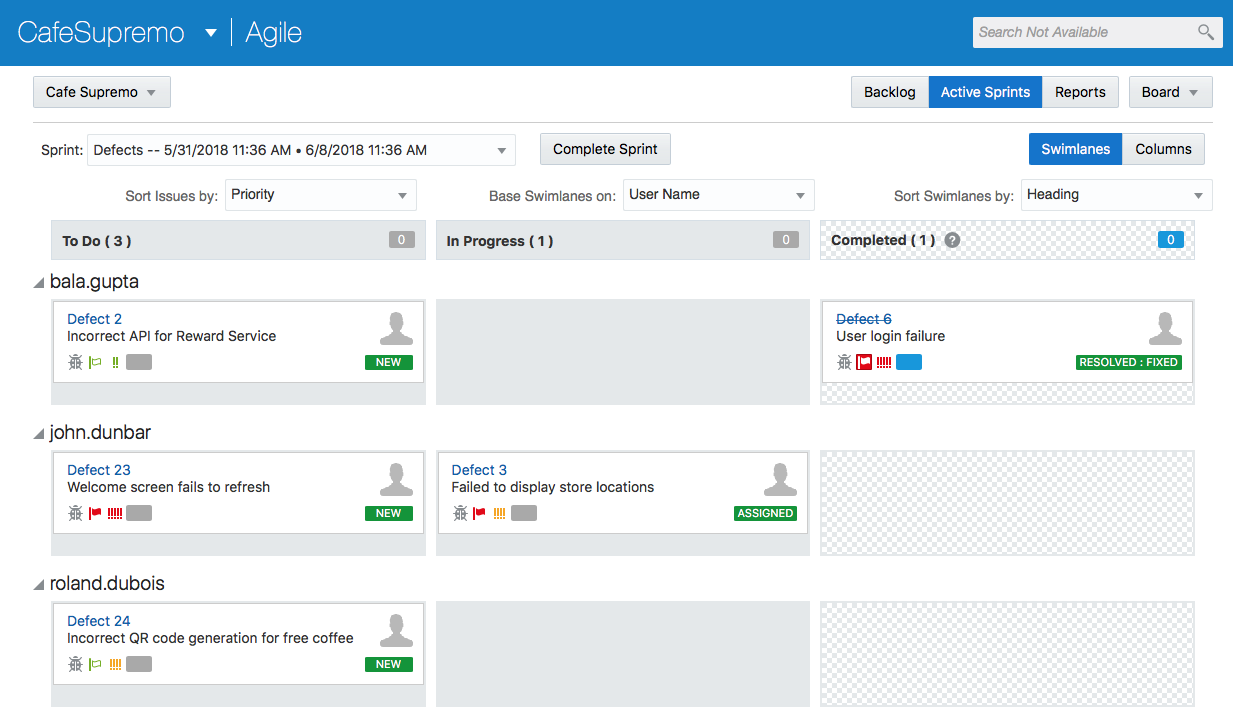 CafeSupremo Agile Search Not Available
Cafe Supremo Backlog Active Sprints Reports Board
Sprint: Defects -- 5/31/2018 11:36 AM • 6/8/2018 11:36 AM Complete Sprint Swimlanes Columns
Sort Issues by: Priority Base Swimlanes on: User Name Sort Swimlanes by: Heading
To Do ( 3 ) 0 In Progress ( 1 ) 0 Completed ( 1 ) ? 0
bala.gupta
Defect 2
Incorrect API for Reward Service
NEW
Defect 6
User login failure
RESOLVED : FIXED
john.dunbar
Defect 23
Welcome screen fails to refresh
NEW
Defect 3
Failed to display store locations
ASSIGNED
roland.dubois
Defect 24
Incorrect QR code generation for free coffee
NEW